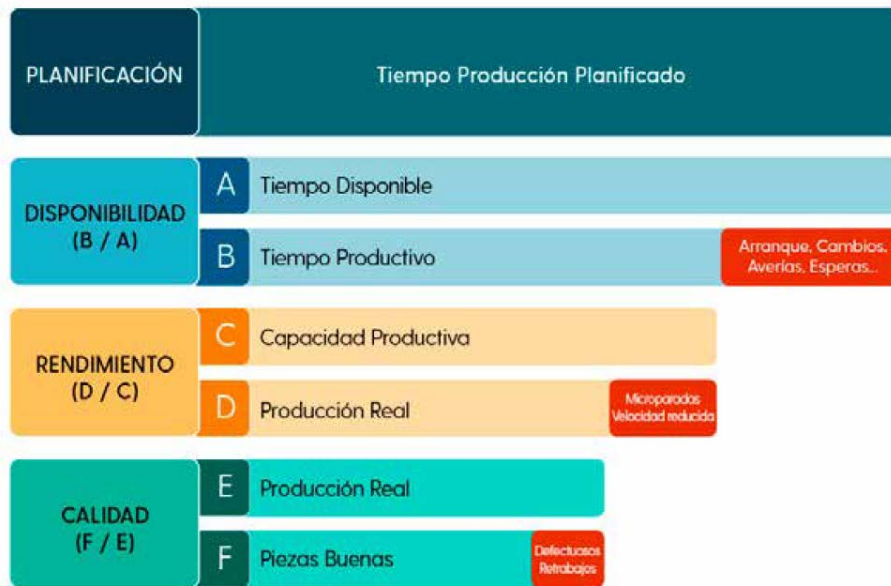 PLANIFICACIÓN
Tiempo Producción Planificado
DISPONIBILIDAD
(B / A)
A
Tiempo Disponible
B
Tiempo Productivo
Arranque, Cambios,
Averías, Esperas...
RENDIMIENTO
(D / C)
C
Capacidad Productiva
D
Producción Real
Microparadas
Velocidad reducida
CALIDAD
(F / E)
E
Producción Real
F
Piezas Buenas
Defectuosos
Retrabajos